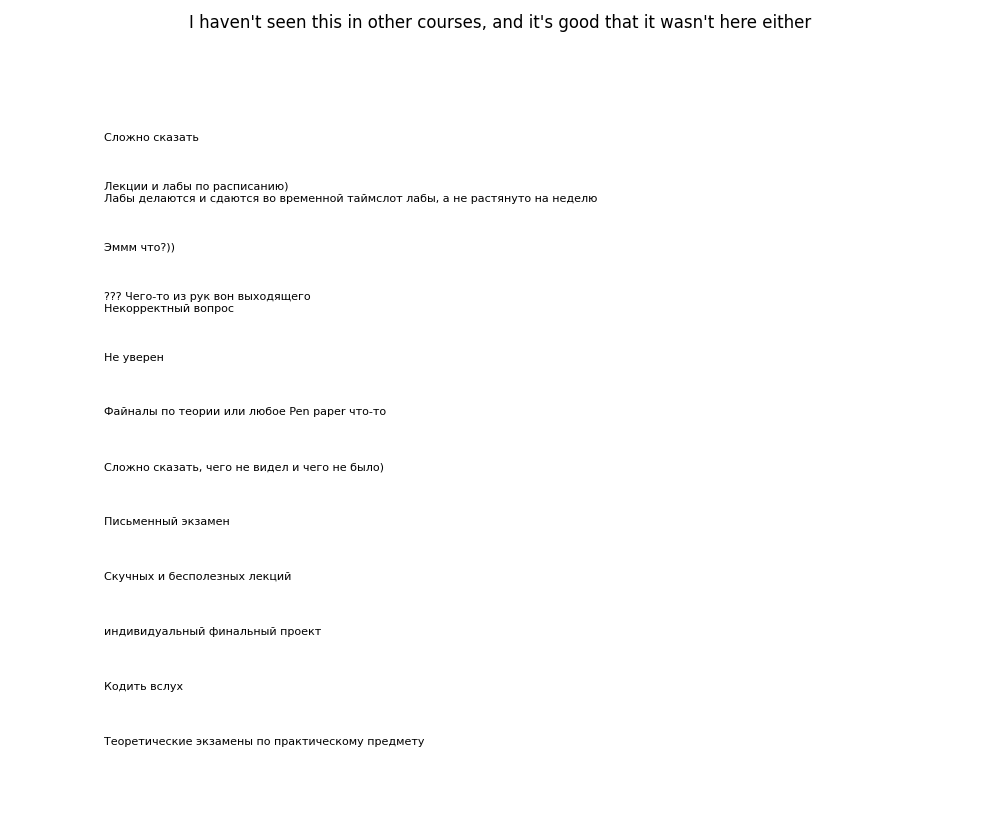 I haven't seen this in other courses, and it's good that it wasn't here either
Сложно сказать
Лекции и лабы по расписанию)
Лабы делаются и сдаются во временной таймслот лабы, а не растянуто на неделю
Эммм что?))
??? Чего-то из рук вон выходящего
Некорректный вопрос
Не уверен
Файналы по теории или любое Pen paper что-то
Сложно сказать, чего не видел и чего не было)
Письменный экзамен
Скучных и бесполезных лекций
индивидуальный финальный проект
Кодить вслух
Теоретические экзамены по практическому предмету